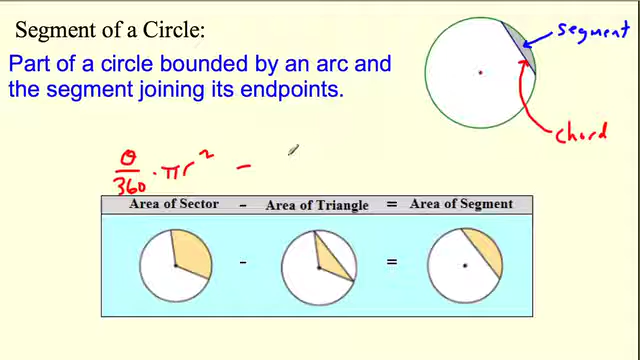 Segment of a Circle:
segment
Part of a circle bounded by an arc and
the segment joining its endpoints.
chord
θ/360 · πr² -
Area of Sector - Area of Triangle = Area of Segment
- =